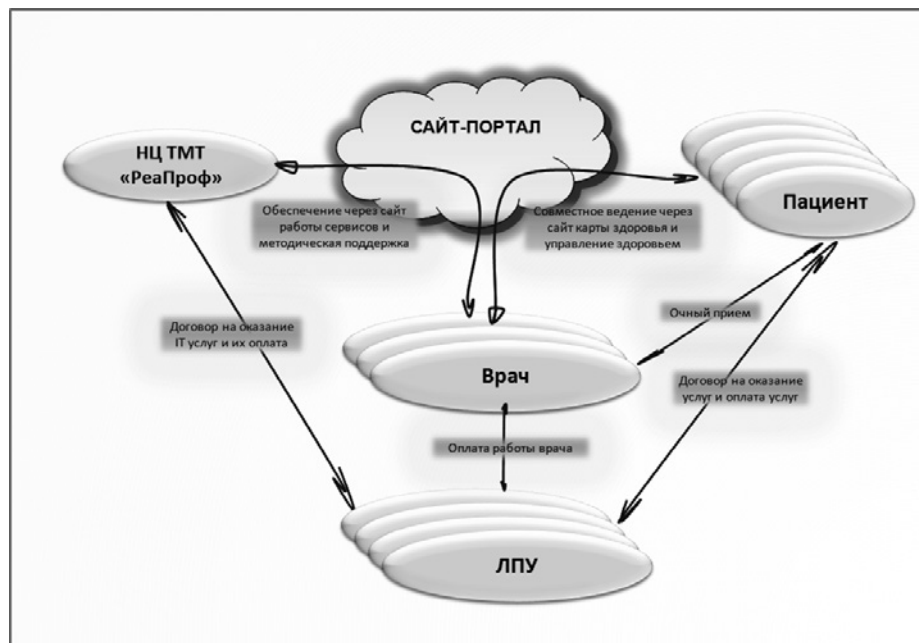 САЙТ-ПОРТАЛ
НЦ ТМТ
«РеаПроф»
Пациент
Обеспечение через сайт
работы сервисов и
методическая поддержка
Совместное ведение через
сайт карты здоровья и
управление здоровьем
Договор на оказание
IT услуг и их оплата
Очный прием
Врач
Договор на оказание
услуг и оплата услуг
Оплата работы врача
ЛПУ